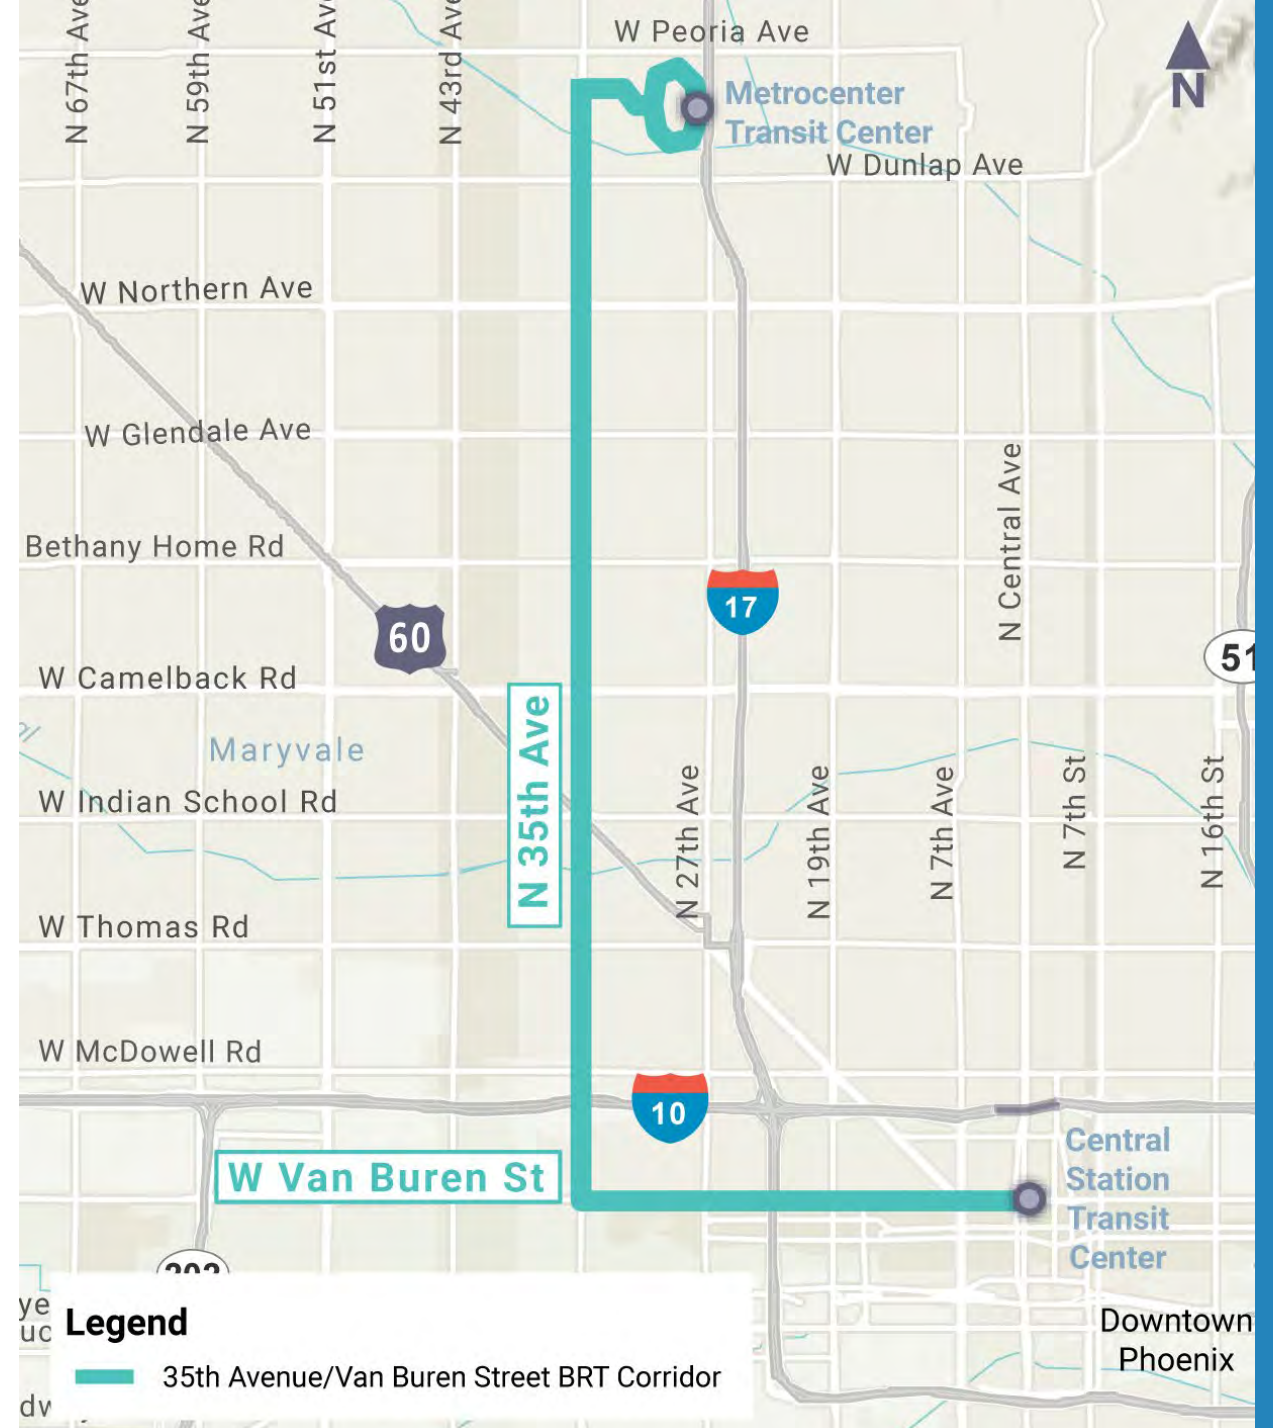 W Peoria Ave
N 67th Ave
N 59th Ave
N 51st Ave
N 43rd Ave
N
Metrocenter
Transit Center
W Dunlap Ave
W Northern Ave
W Glendale Ave
N Central Ave
Bethany Home Rd
17
60
51
W Camelback Rd
N 35th Ave
Maryvale
N 27th Ave
N 19th Ave
N 7th Ave
N 7th St
N 16th St
W Indian School Rd
W Thomas Rd
W McDowell Rd
10
Central
Station
Transit
Center
W Van Buren St
202
Legend
35th Avenue/Van Buren Street BRT Corridor
Downtown
Phoenix